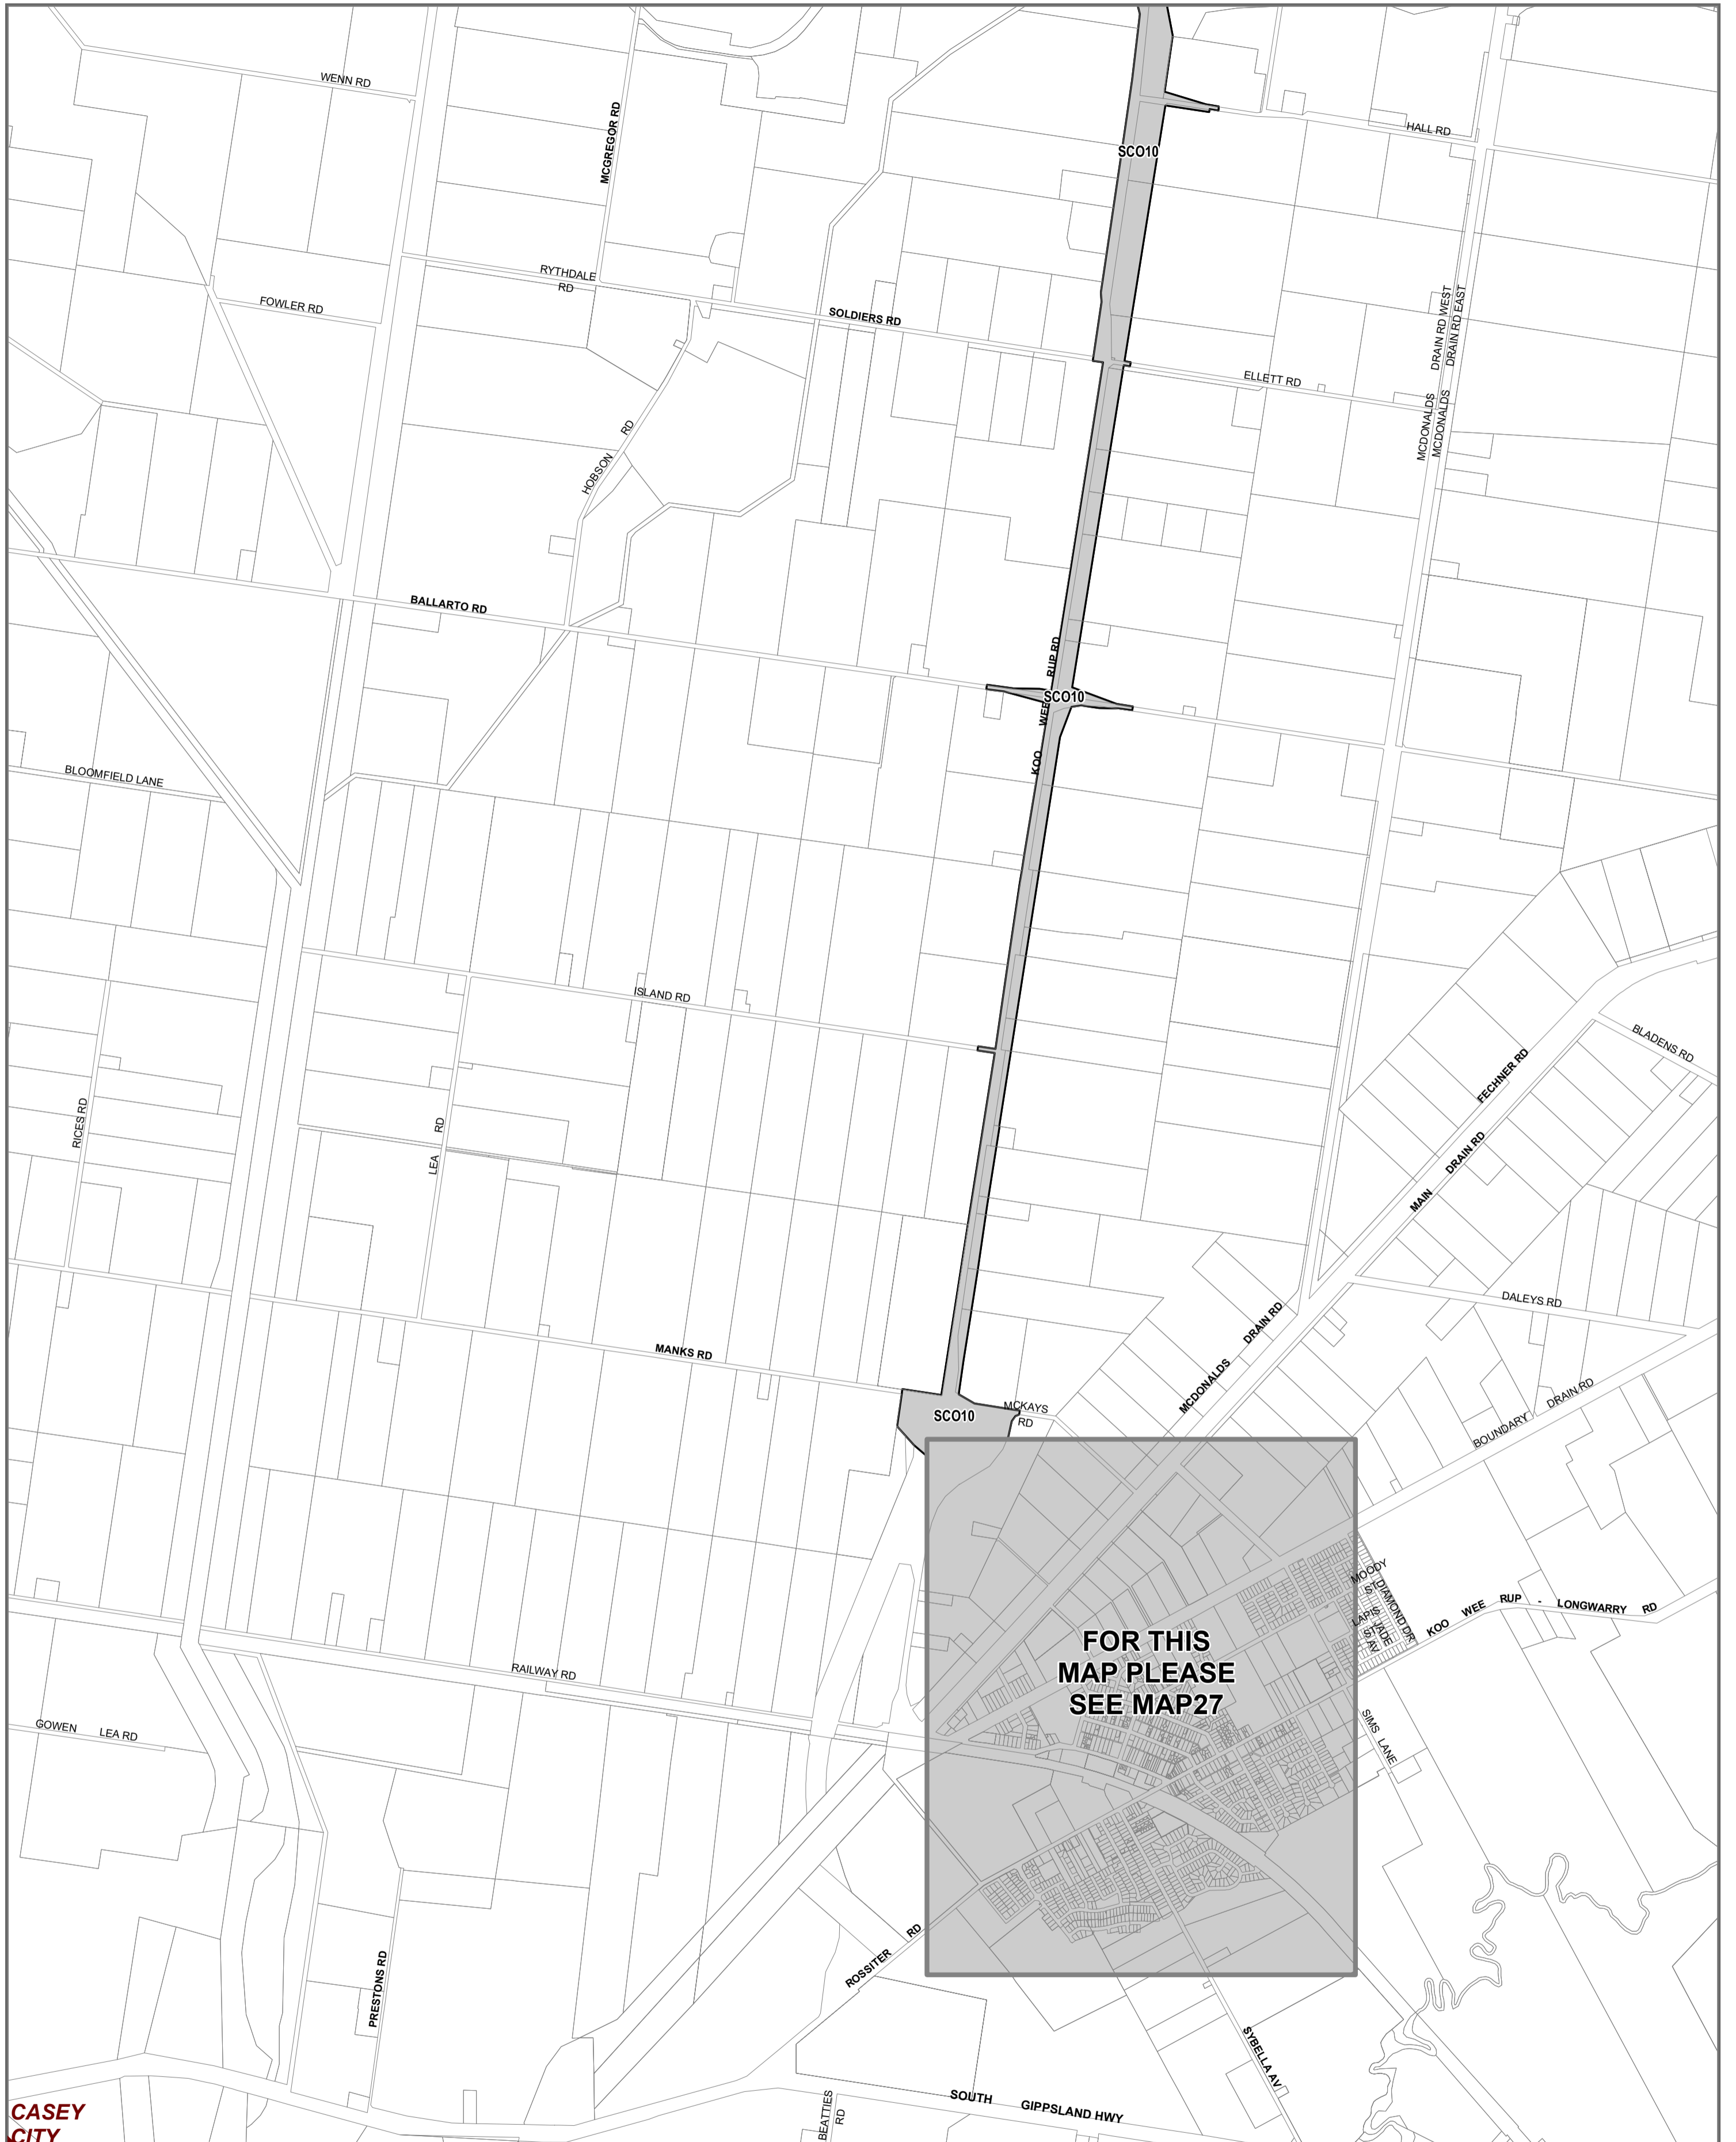 WENN RD
MCGREGOR RD
HALL RD
SCO10
RYTHDALE
RD
FOWLER RD
SOLDIERS RD
DRAIN RD WEST
DRAIN RD EAST
ELLETT RD
MCDONALDS
MCDONALDS
HOBSON RD
BALLARTO RD
KOO WEE RUP RD
SCO10
BLOOMFIELD LANE
ISLAND RD
BLADENS RD
FECHNER RD
RICES RD
LEA RD
MAIN DRAIN RD
DALEYS RD
MCDONALDS DRAIN RD
MANKS RD
SCO10
MCKAYS
RD
BOUNDARY DRAIN RD
MOODY
ST
DIAMOND DR
LAPIS
ST
JADE
AV
KOO WEE RUP - LONGWARRY RD
FOR THIS
MAP PLEASE
SEE MAP27
RAILWAY RD
GOWEN LEA RD
SIMS LANE
ROSSITER RD
PRESTONS RD
SYBELLA AV
SOUTH GIPPSLAND HWY
BEATTIES
RD
CASEY
CITY